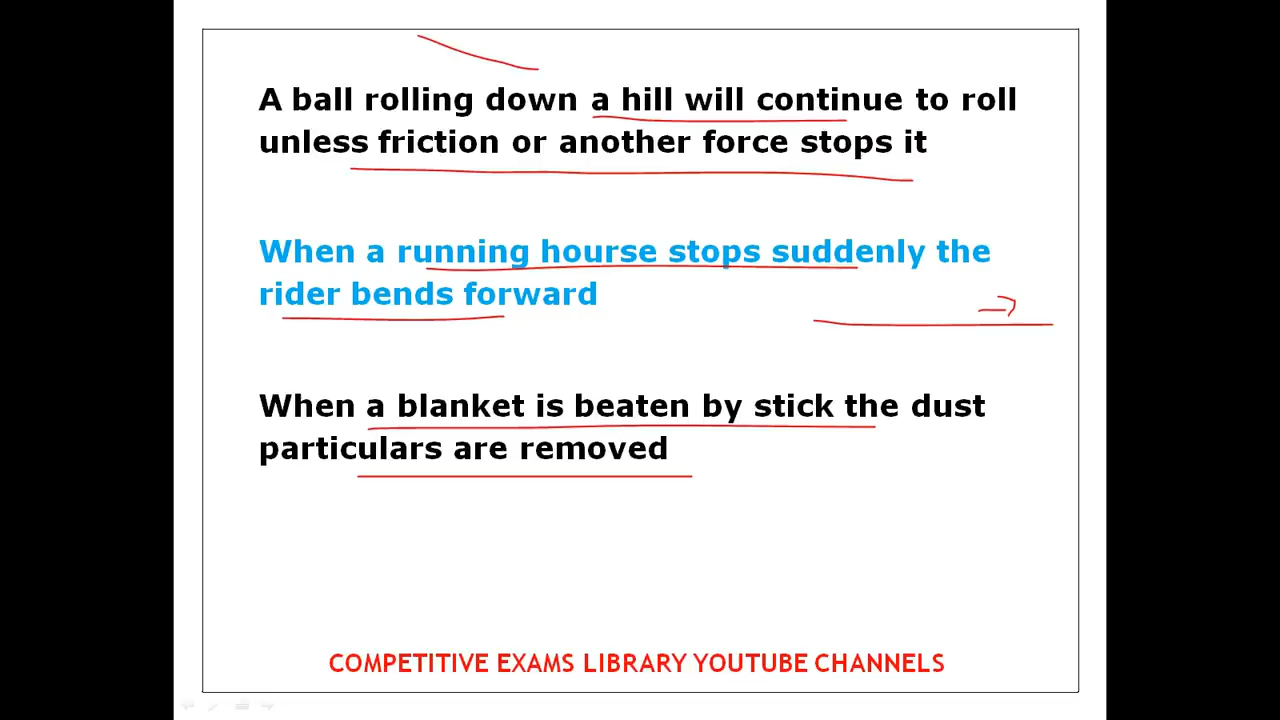 A ball rolling down a hill will continue to roll
unless friction or another force stops it
When a running hourse stops suddenly the
rider bends forward
When a blanket is beaten by stick the dust
particulars are removed
COMPETITIVE EXAMS LIBRARY YOUTUBE CHANNELS